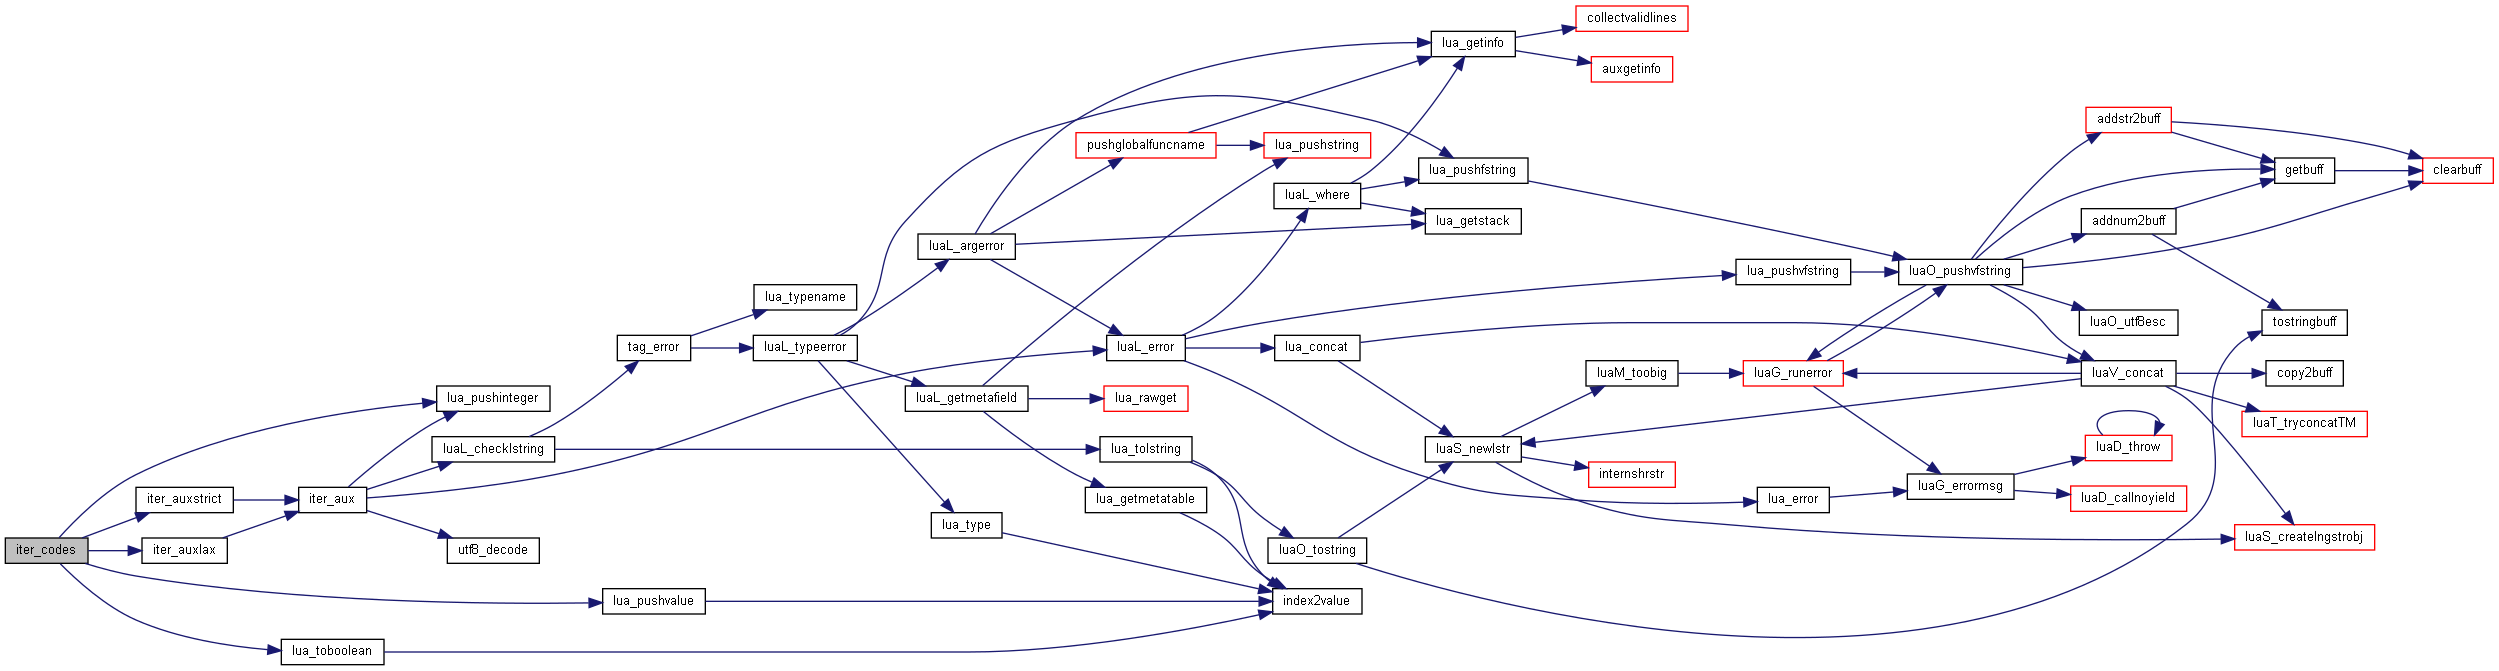 collectvalidlines
lua_getinfo
auxgetinfo
addstr2buff
pushglobalfuncname
lua_pushstring
lua_pushfstring
getbuff
clearbuff
luaL_where
lua_getstack
addnum2buff
luaL_argerror
lua_pushvfstring
luaO_pushvfstring
lua_typename
luaO_utf8esc
tostringbuff
tag_error
luaL_typeerror
luaL_error
lua_concat
luaM_toobig
luaG_runerror
luaV_concat
copy2buff
lua_pushinteger
luaL_getmetafield
lua_rawget
luaT_tryconcatTM
luaL_checklstring
lua_tolstring
luaS_newlstr
luaD_throw
internshrstr
iter_auxstrict
iter_aux
lua_getmetatable
lua_error
luaG_errormsg
luaD_callnoyield
lua_type
luaS_createlngstrobj
iter_codes
iter_auxlax
utf8_decode
luaO_tostring
lua_pushvalue
index2value
lua_toboolean